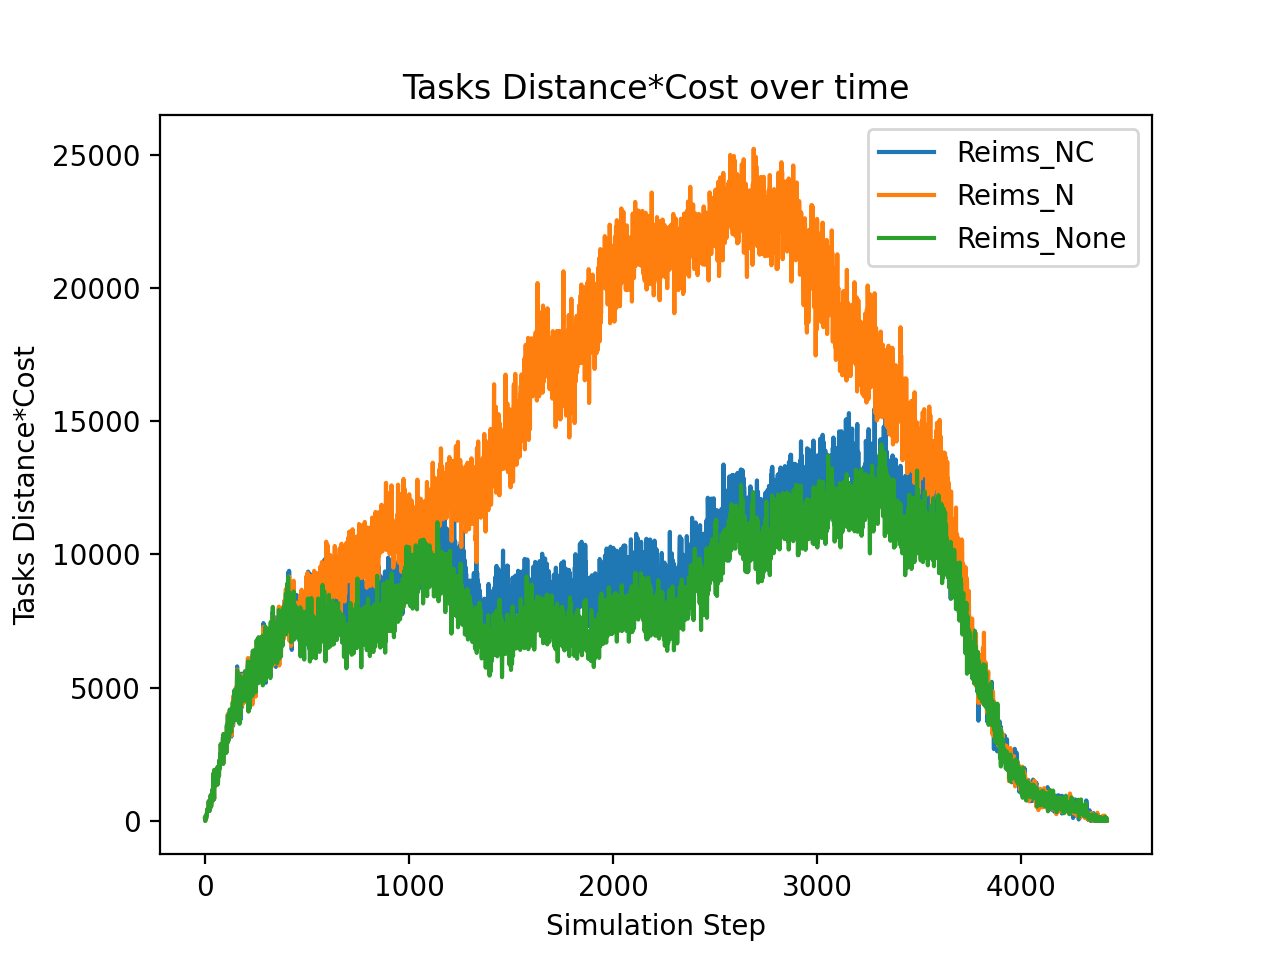 Tasks Distance*Cost over time
Reims_NC
Reims_N
Reims_None
Tasks Distance*Cost
25000
20000
15000
10000
5000
0
0 1000 2000 3000 4000
Simulation Step